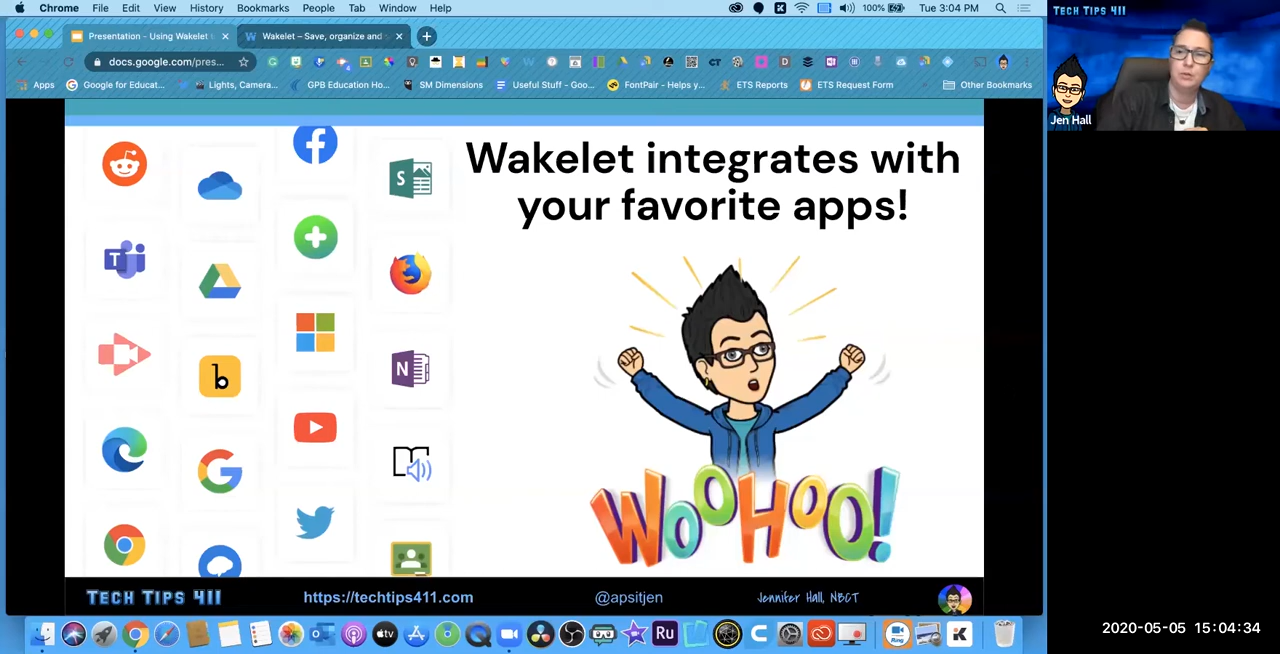 Chrome File Edit View History Bookmarks People Tab Window Help
100% Tue 3:04 PM
Presentation - Using Wakelet
Wakelet – Save, organize and
docs.google.com/pres...
Apps Google for Educat... Lights, Camera... GPB Education Ho... SM Dimensions Useful Stuff - Goo... FontPair - Helps y... ETS Reports ETS Request Form Other Bookmarks
TECH TIPS 411
Jen Hall
Wakelet integrates with
your favorite apps!
WOOHOO!
TECH TIPS 411 https://techtips411.com @apsitjen Jennifer Hall, NBCT
2020-05-05 15:04:34